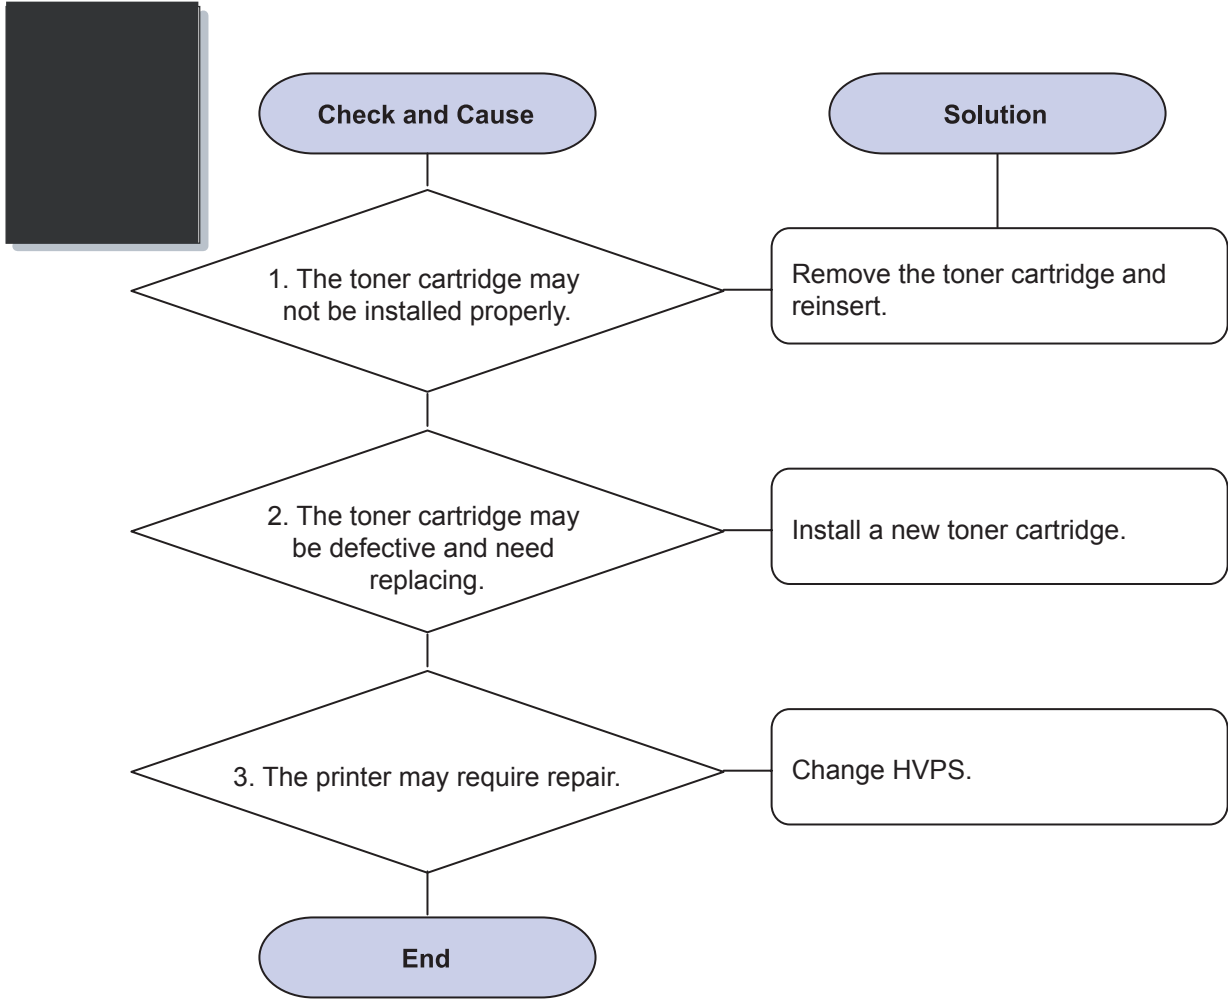 Check and Cause
Solution
1. The toner cartridge may
not be installed properly.
Remove the toner cartridge and
reinsert.
2. The toner cartridge may
be defective and need
replacing.
Install a new toner cartridge.
3. The printer may require repair.
Change HVPS.
End